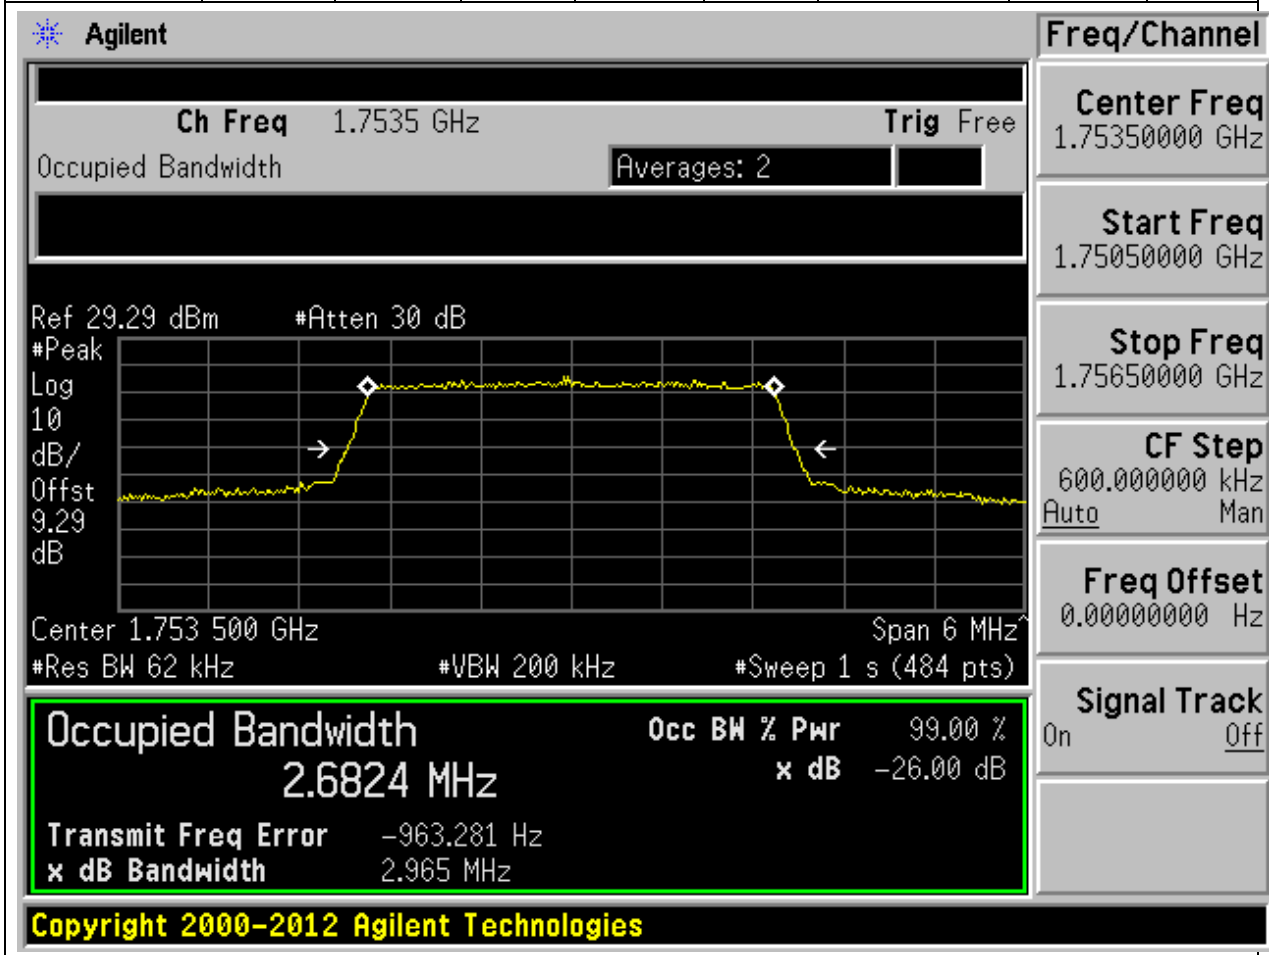 Agilent
Freq/Channel
Ch Freq 1.7535 GHz Trig Free
Occupied Bandwidth Averages: 2
Center Freq
1.75350000 GHz
Start Freq
1.75050000 GHz
Stop Freq
1.75650000 GHz
CF Step
600.000000 kHz
Auto Man
Freq Offset
0.00000000 Hz
Signal Track
On Off
Ref 29.29 dBm #Atten 30 dB
#Peak
Log
10
dB/
Offst
9.29
dB
Center 1.753 500 GHz Span 6 MHz^
#Res BW 62 kHz #VBW 200 kHz #Sweep 1 s (484 pts)
Occupied Bandwidth Occ BW % Pwr 99.00 %
2.6824 MHz x dB -26.00 dB
Transmit Freq Error -963.281 Hz
x dB Bandwidth 2.965 MHz
Copyright 2000-2012 Agilent Technologies